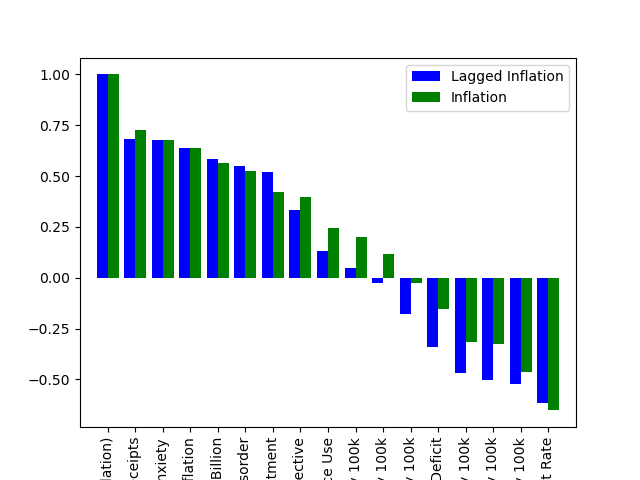 Lagged Inflation
Inflation
1.00
0.75
0.50
0.25
0.00
−0.25
−0.50
lation)
ceipts
nxiety
flation
Billion
sorder
tment
ective
ce Use
y 100k
y 100k
y 100k
Deficit
y 100k
y 100k
y 100k
t Rate